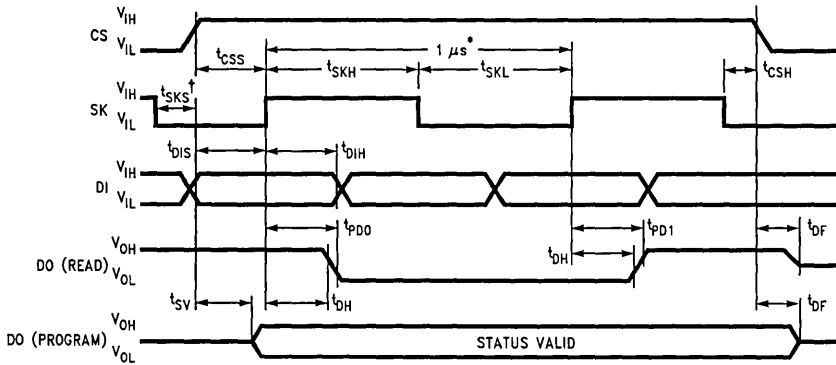 CS V_IH
V_IL
1 μs*
t_CSS
t_SKH
t_SKL
t_CSH
SK V_IH
V_IL
t_SKS†
t_DIS
t_DIH
DI V_IH
V_IL
t_PD0
t_PD1
t_DF
DO (READ) V_OH
V_OL
t_DH
t_SV
t_DH
t_DF
DO (PROGRAM) V_OH
V_OL
STATUS VALID